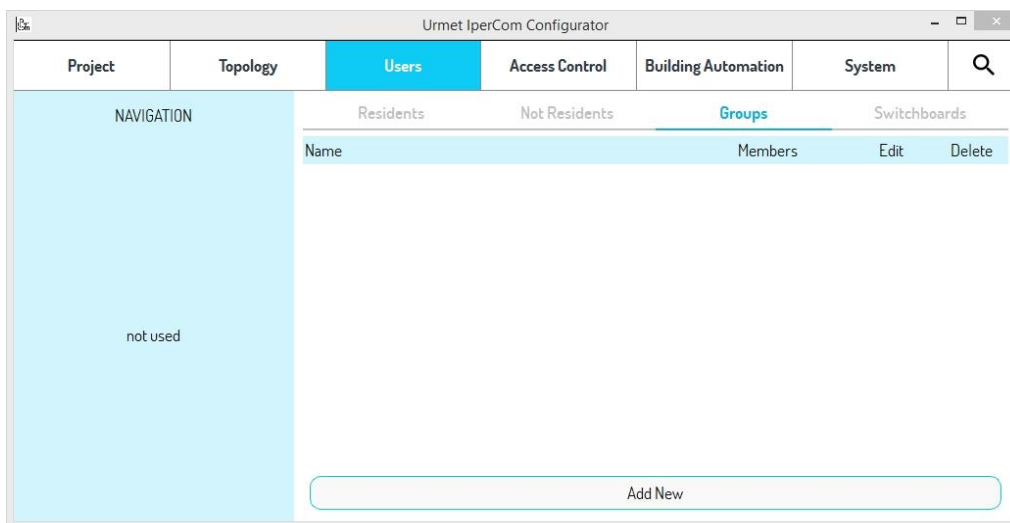 Urmet IperCom Configurator
Project Topology Users Access Control Building Automation System
NAVIGATION
Residents Not Residents Groups Switchboards
Name Members Edit Delete
not used
Add New